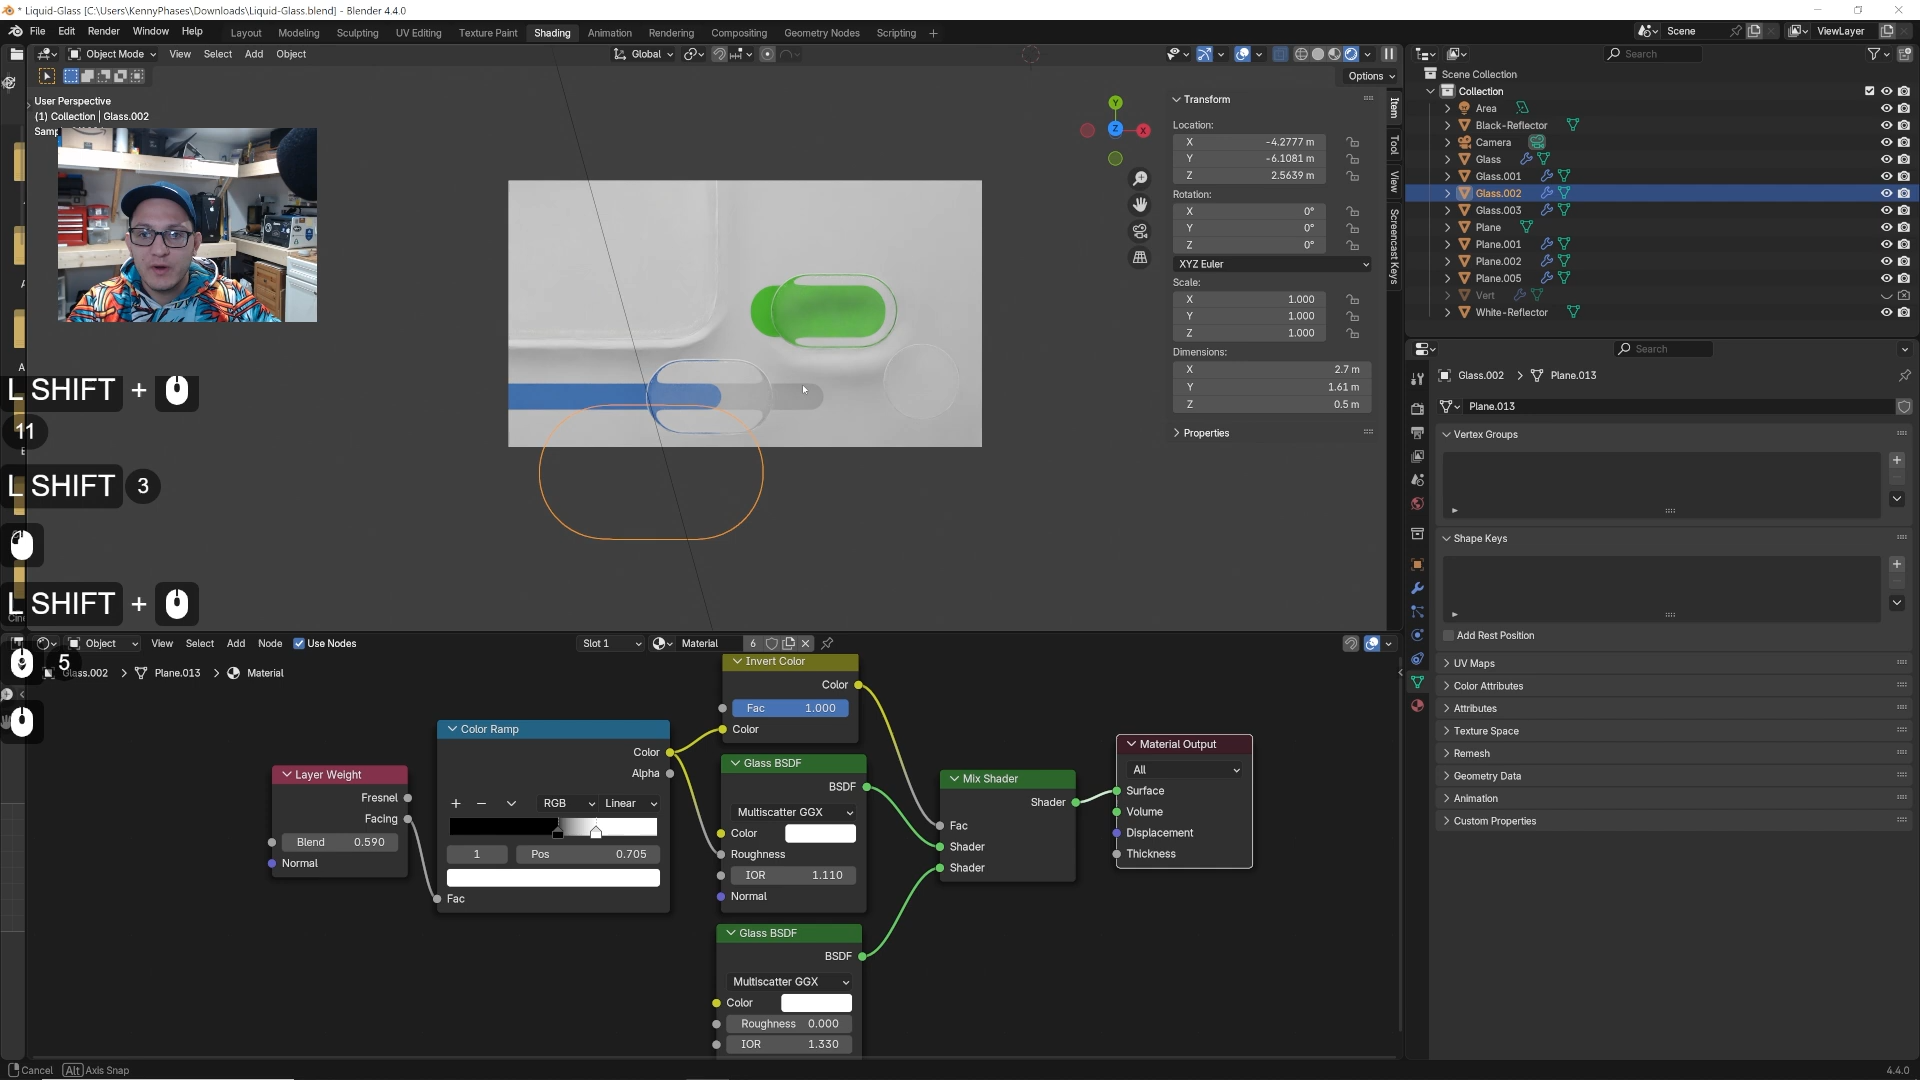 * Liquid-Glass [C:\Users\KennyPhases\Downloads\Liquid-Glass.blend] - Blender 4.4.0
File Edit Render Window Help Layout Modeling Sculpting UV Editing Texture Paint Shading Animation Rendering Compositing Geometry Nodes Scripting + Scene ViewLayer
Object Mode View Select Add Object Global Search
Options
User Perspective
(1) Collection | Glass.002
Transform
Location:
X -4.2777 m
Y -6.1081 m
Z 2.5639 m
Rotation:
X 0°
Y 0°
Z 0°
XYZ Euler
Scale:
X 1.000
Y 1.000
Z 1.000
Dimensions:
X 2.7 m
Y 1.61 m
Z 0.5 m
Properties
Y
Z X
Item
Tool
View
Screencast Keys
Scene Collection
Collection
Area
Black-Reflector
Camera
Glass
Glass.001
Glass.002
Glass.003
Plane
Plane.001
Plane.002
Plane.005
Vert
White-Reflector
Search
Glass.002 > Plane.013
Plane.013
Vertex Groups
Shape Keys
Add Rest Position
UV Maps
Color Attributes
Attributes
Texture Space
Remesh
Geometry Data
Animation
Custom Properties
L SHIFT +
11
L SHIFT 3
L SHIFT +
5
Object View Select Add Node Use Nodes Slot 1 Material 6
Glass.002 > Plane.013 > Material
Layer Weight
Fresnel
Facing
Blend 0.590
Normal
Color Ramp
Color
Alpha
+ − RGB Linear
1 Pos 0.705
Fac
Invert Color
Color
Fac 1.000
Color
Glass BSDF
BSDF
Multiscatter GGX
Color
Roughness
IOR 1.110
Normal
Glass BSDF
BSDF
Multiscatter GGX
Color
Roughness 0.000
IOR 1.330
Mix Shader
Shader
Fac
Shader
Shader
Material Output
All
Surface
Volume
Displacement
Thickness
Cancel Alt Axis Snap
4.4.0